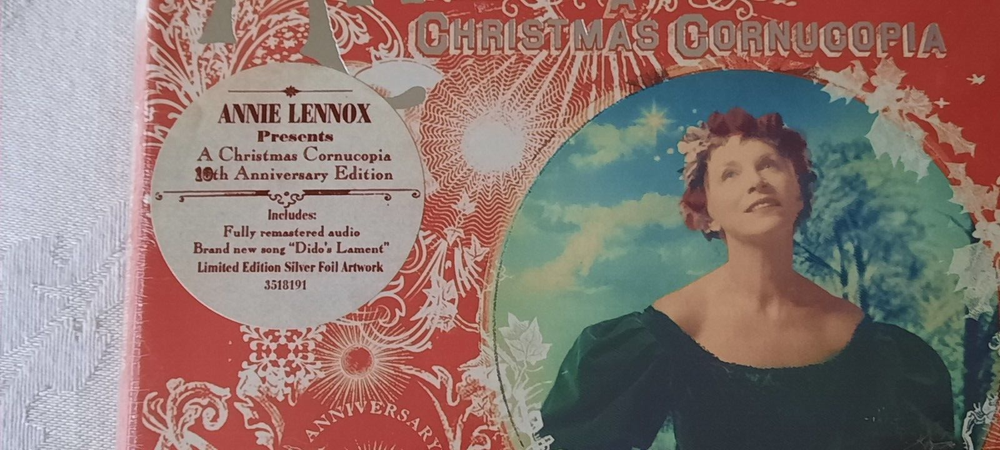 A
CHRISTMAS CORNUCOPIA
ANNIE LENNOX
Presents
A Christmas Cornucopia
10th Anniversary Edition
Includes:
Fully remastered audio
Brand new song "Dido's Lament"
Limited Edition Silver Foil Artwork
3518191
ANNIVERSARY